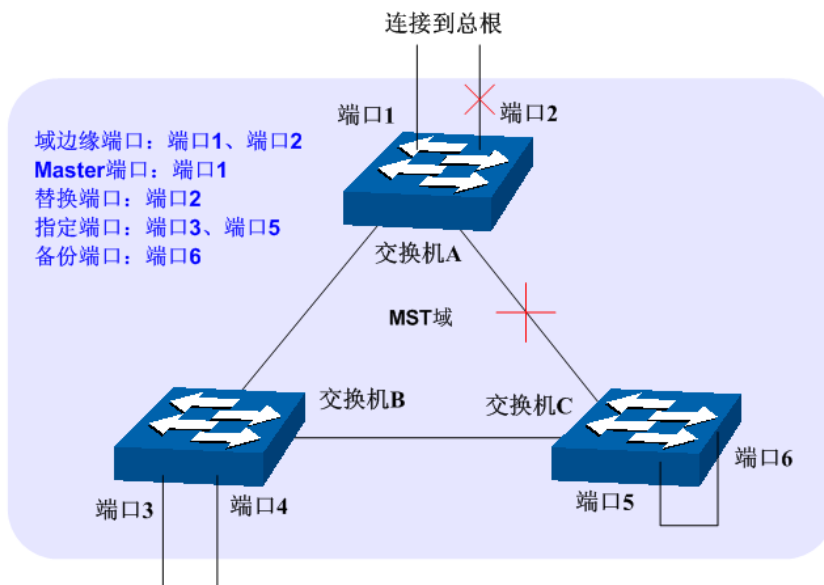 连接到总根
端口1
端口2
域边缘端口：端口1、端口2
Master端口：端口1
替换端口：端口2
指定端口：端口3、端口5
备份端口：端口6
交换机A
MST域
交换机B
交换机C
端口6
端口3
端口4
端口5